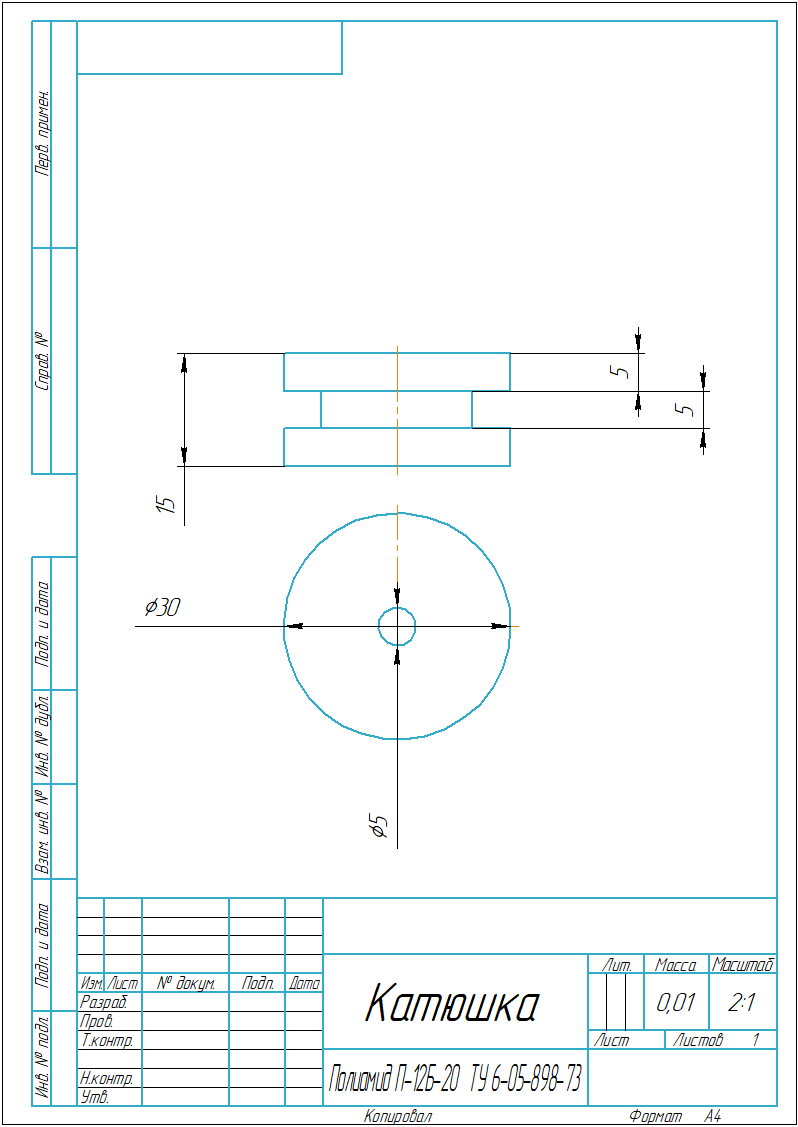 Перв. примен.
Справ. №
Подп. и дата
Инв. № дубл.
Взам. инв. №
Подп. и дата
Инв. № подл.
5
5
15
⌀30
⌀5
Изм. Лист № докум. Подп. Дата
Разраб.
Пров.
Т.контр.
Н.контр.
Утв.
Катюшка
Полиамид П-12Б-20 ТУ 6-05-898-73
Лит. Масса Масштаб
0,01 2:1
Лист Листов 1
Копировал Формат А4